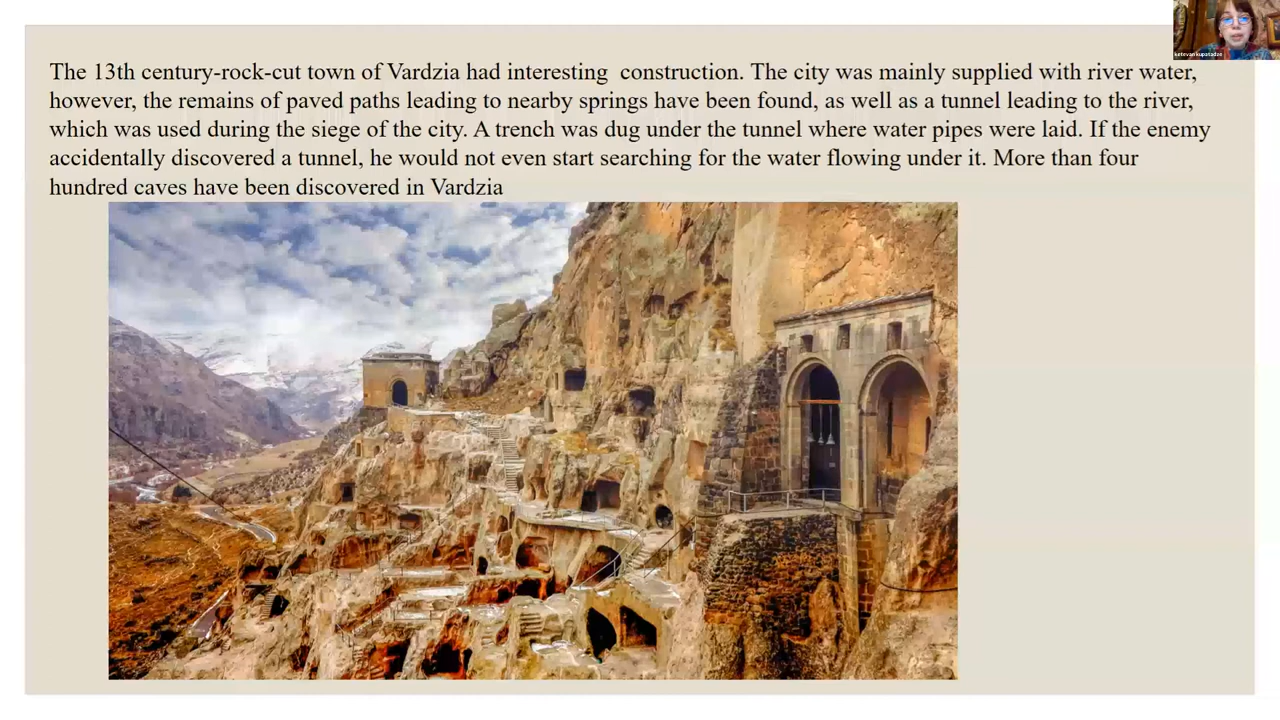 The 13th century-rock-cut town of Vardzia had interesting  construction. The city was mainly supplied with river water,
however, the remains of paved paths leading to nearby springs have been found, as well as a tunnel leading to the river,
which was used during the siege of the city. A trench was dug under the tunnel where water pipes were laid. If the enemy
accidentally discovered a tunnel, he would not even start searching for the water flowing under it. More than four
hundred caves have been discovered in Vardzia